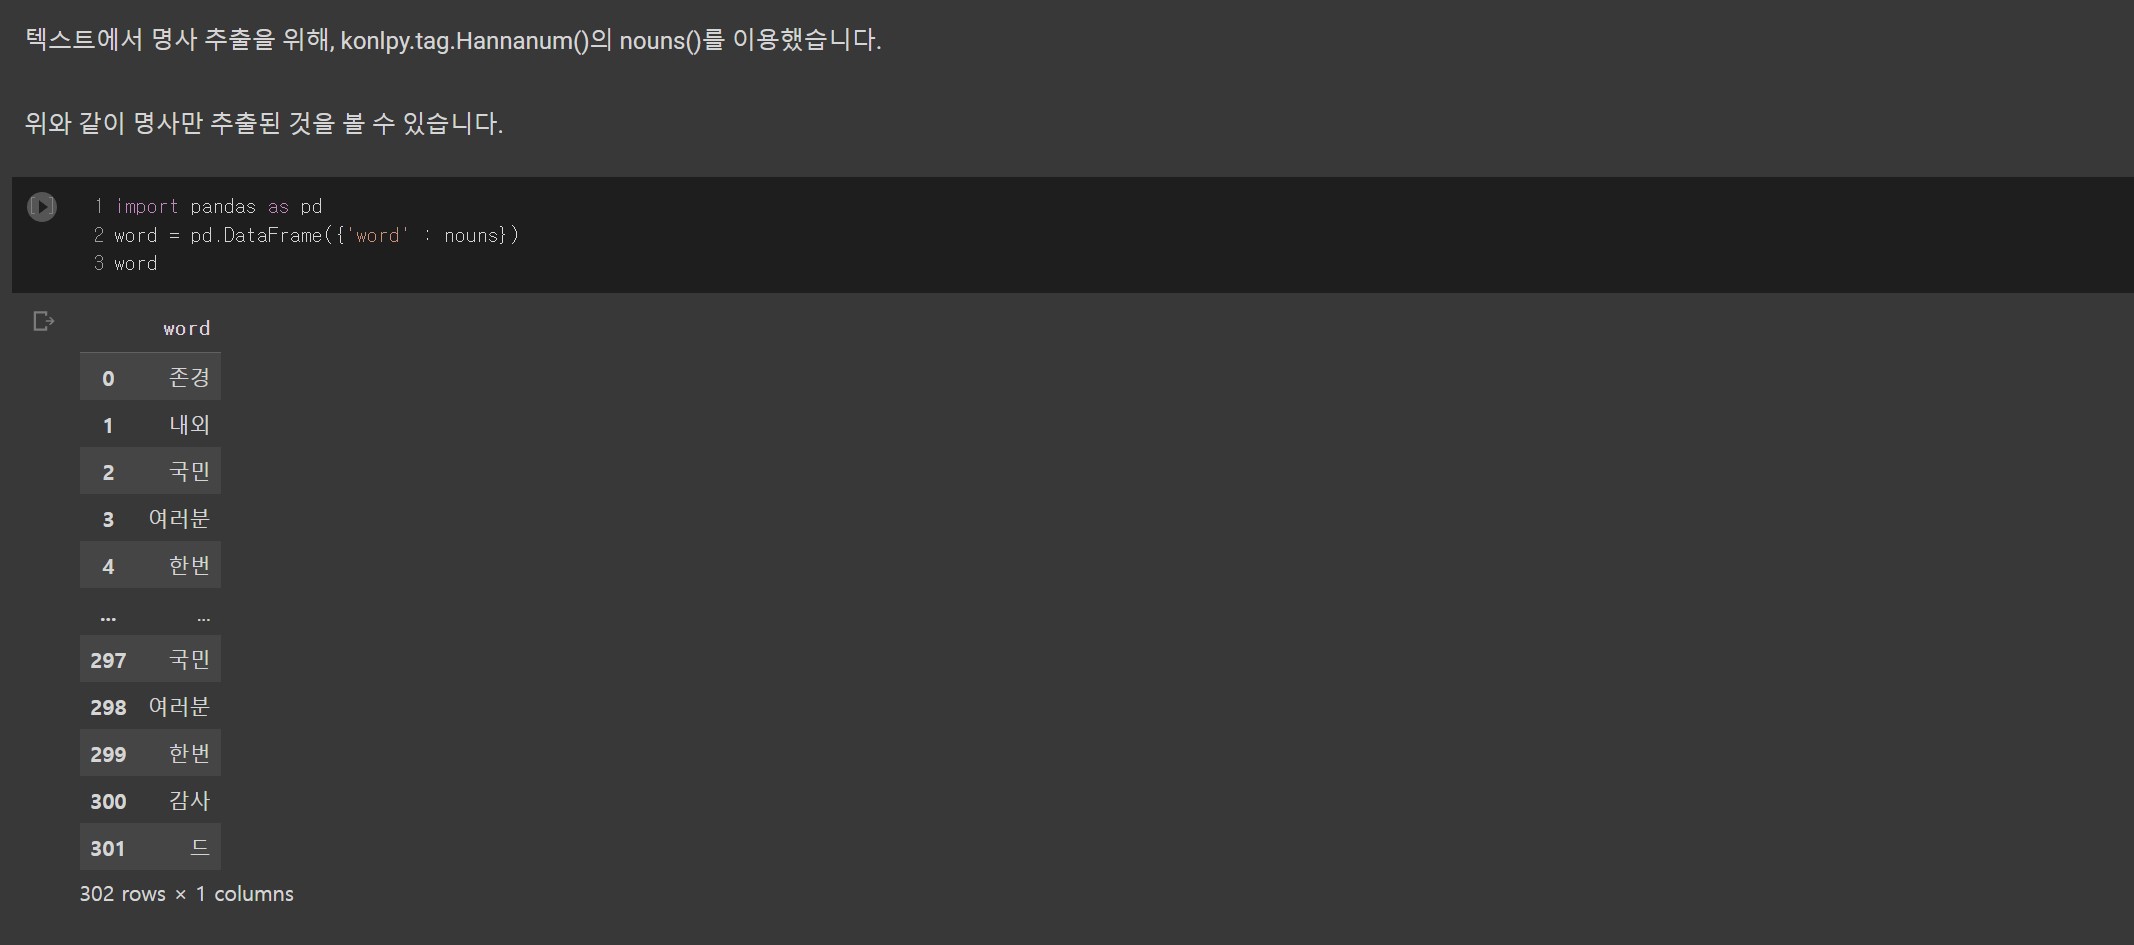 텍스트에서 명사 추출을 위해, konlpy.tag.Hannanum()의 nouns()를 이용했습니다.
위와 같이 명사만 추출된 것을 볼 수 있습니다.
1 import pandas as pd
2 word = pd.DataFrame({'word' : nouns})
3 word
word
0 존경
1 내외
2 국민
3 여러분
4 한번
... ...
297 국민
298 여러분
299 한번
300 감사
301 드
302 rows × 1 columns